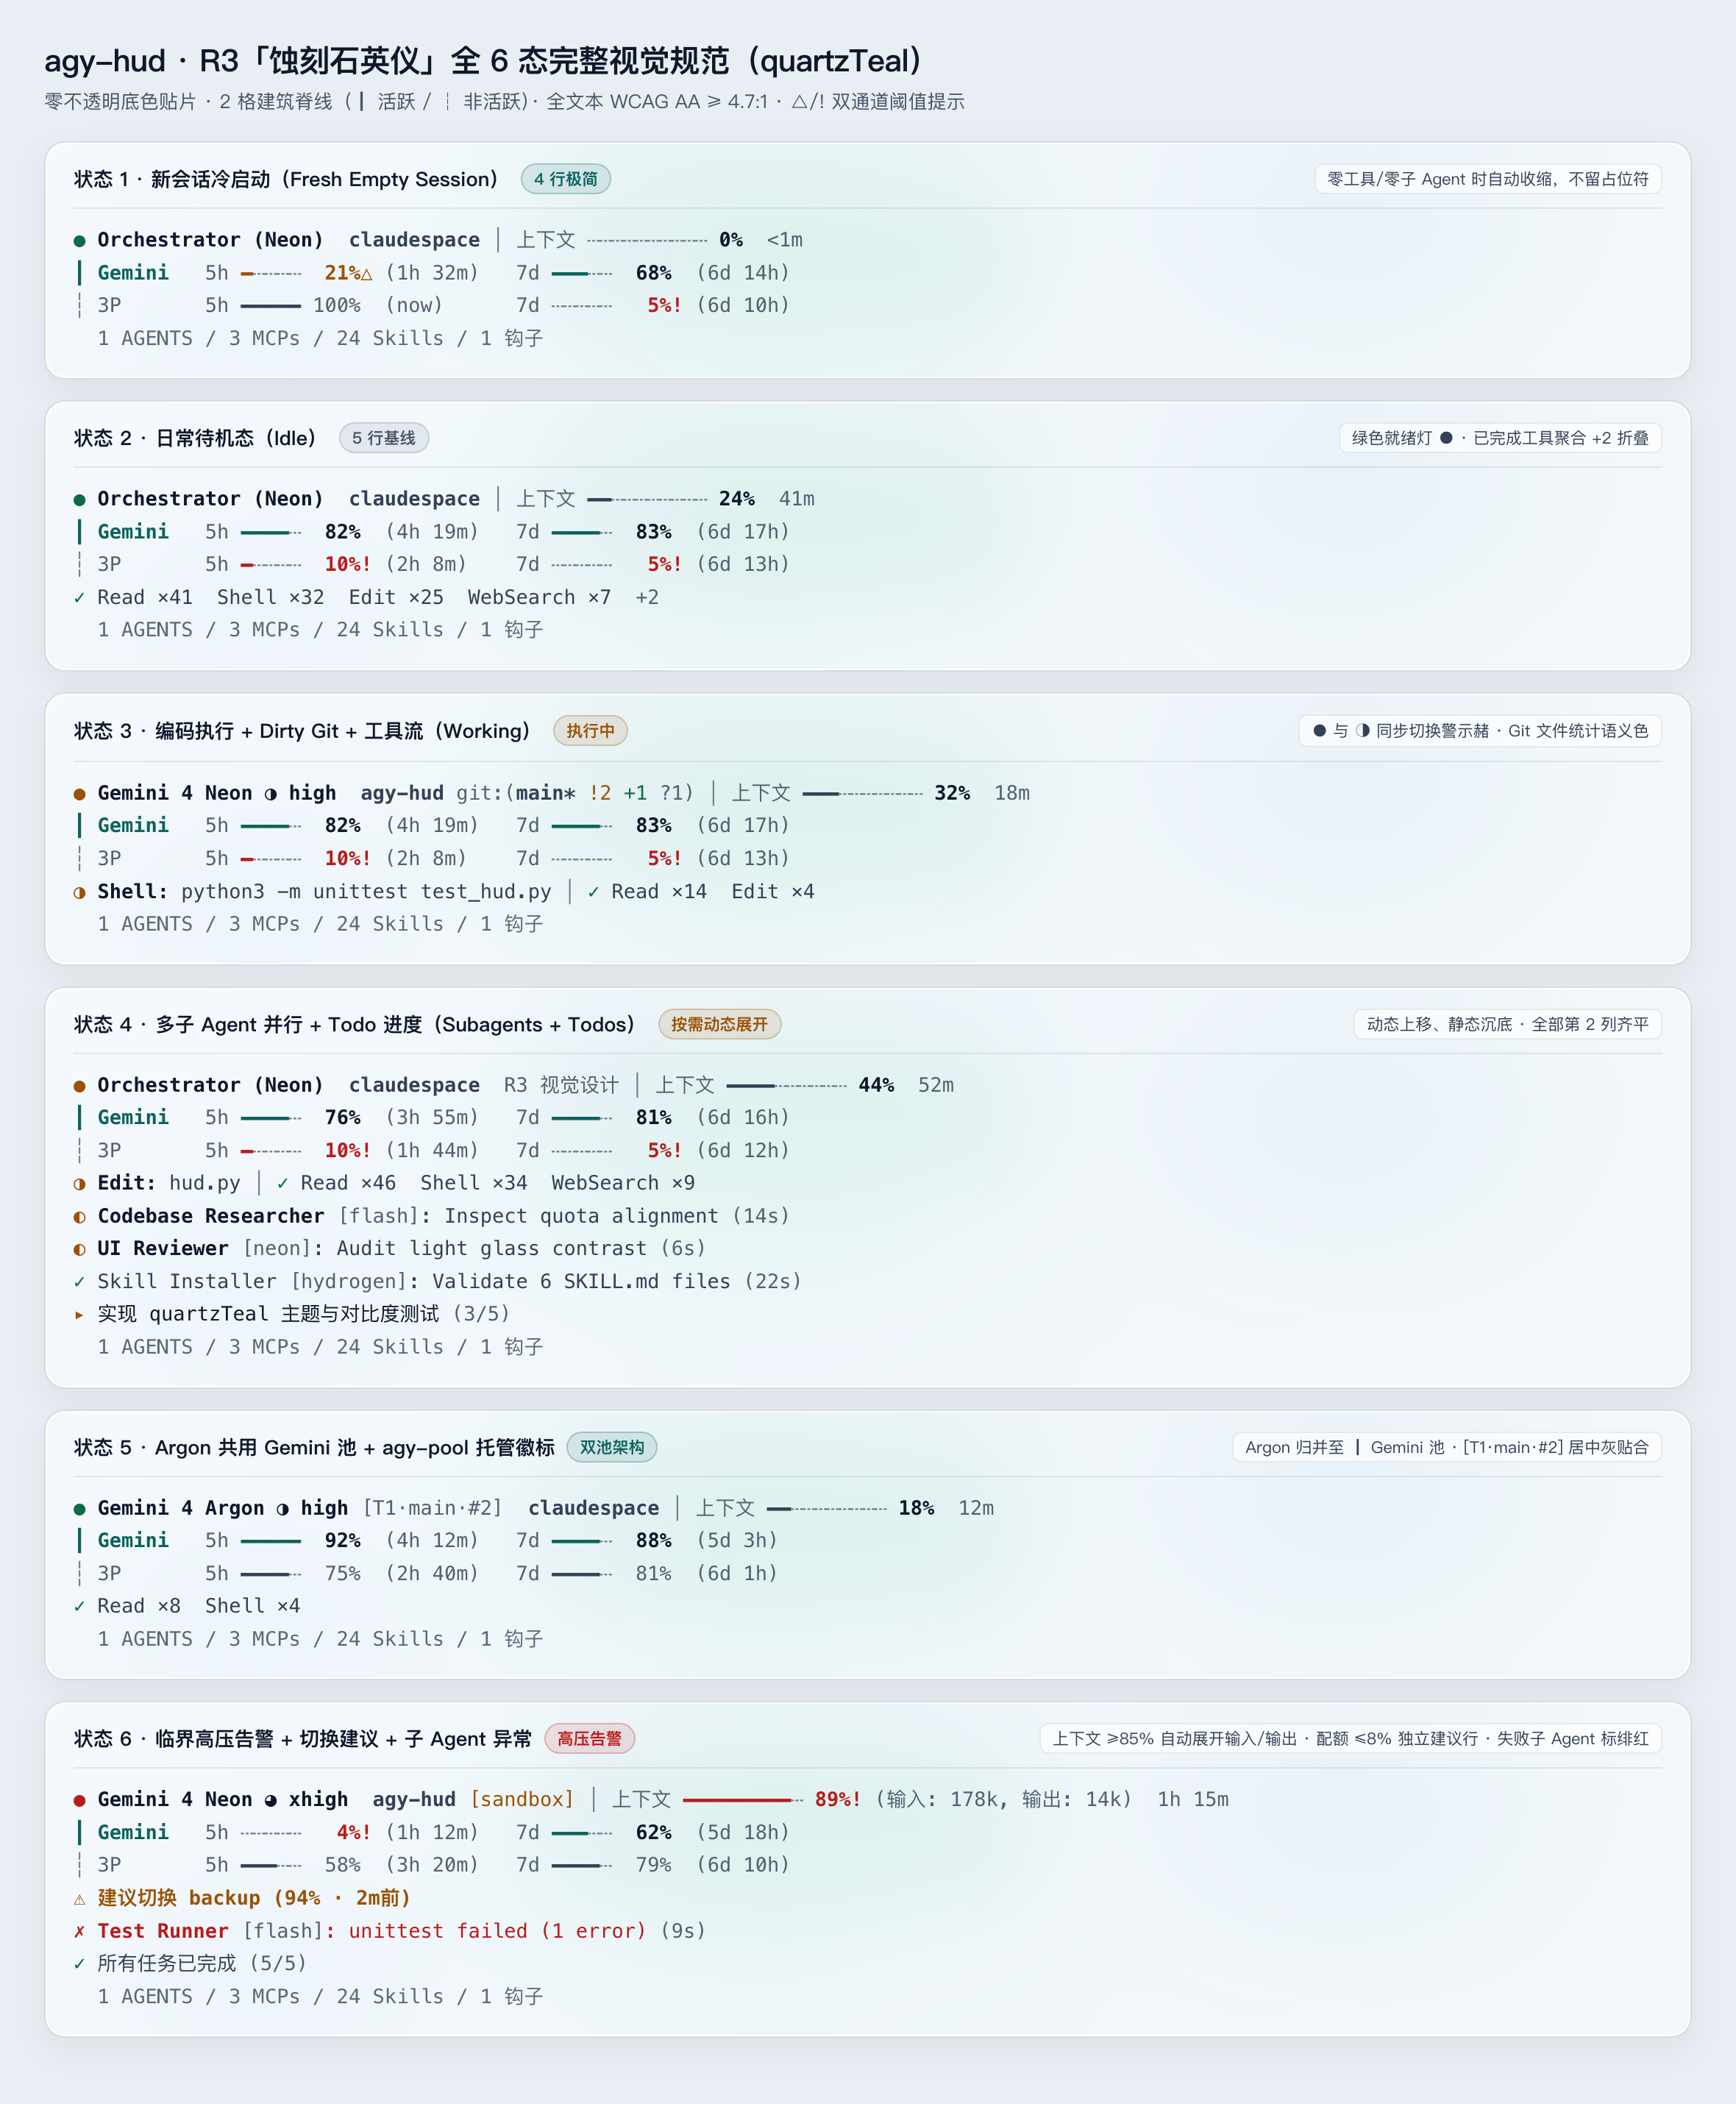 agy-hud · R3「蚀刻石英仪」全 6 态完整视觉规范（quartzTeal）
零不透明底色贴片 · 2 格建筑脊线（┃ 活跃 / ┊ 非活跃）· 全文本 WCAG AA ≥ 4.7:1 · △/! 双通道阈值提示
状态 1 · 新会话冷启动（Fresh Empty Session） 4 行极简 零工具/零子 Agent 时自动收缩，不留占位符
● Orchestrator (Neon) claudespace │ 上下文 0% <1m
┃ Gemini 5h 21%△ (1h 32m) 7d 68% (6d 14h)
┊ 3P 5h 100% (now) 7d 5%! (6d 10h)
1 AGENTS / 3 MCPs / 24 Skills / 1 钩子
状态 2 · 日常待机态（Idle） 5 行基线 绿色就绪灯 ● · 已完成工具聚合 +2 折叠
● Orchestrator (Neon) claudespace │ 上下文 24% 41m
┃ Gemini 5h 82% (4h 19m) 7d 83% (6d 17h)
┊ 3P 5h 10%! (2h 8m) 7d 5%! (6d 13h)
✓ Read ×41 Shell ×32 Edit ×25 WebSearch ×7 +2
1 AGENTS / 3 MCPs / 24 Skills / 1 钩子
状态 3 · 编码执行 + Dirty Git + 工具流（Working） 执行中 ● 与 ◑ 同步切换警示赭 · Git 文件统计语义色
● Gemini 4 Neon ◑ high agy-hud git:(main* !2 +1 ?1) │ 上下文 32% 18m
┃ Gemini 5h 82% (4h 19m) 7d 83% (6d 17h)
┊ 3P 5h 10%! (2h 8m) 7d 5%! (6d 13h)
◑ Shell: python3 -m unittest test_hud.py │ ✓ Read ×14 Edit ×4
1 AGENTS / 3 MCPs / 24 Skills / 1 钩子
状态 4 · 多子 Agent 并行 + Todo 进度（Subagents + Todos） 按需动态展开 动态上移、静态沉底 · 全部第 2 列齐平
● Orchestrator (Neon) claudespace R3 视觉设计 │ 上下文 44% 52m
┃ Gemini 5h 76% (3h 55m) 7d 81% (6d 16h)
┊ 3P 5h 10%! (1h 44m) 7d 5%! (6d 12h)
◑ Edit: hud.py │ ✓ Read ×46 Shell ×34 WebSearch ×9
◐ Codebase Researcher [flash]: Inspect quota alignment (14s)
◐ UI Reviewer [neon]: Audit light glass contrast (6s)
✓ Skill Installer [hydrogen]: Validate 6 SKILL.md files (22s)
▸ 实现 quartzTeal 主题与对比度测试 (3/5)
1 AGENTS / 3 MCPs / 24 Skills / 1 钩子
状态 5 · Argon 共用 Gemini 池 + agy-pool 托管徽标 双池架构 Argon 归并至 ┃ Gemini 池 · [T1·main·#2] 居中灰贴合
● Gemini 4 Argon ◑ high [T1·main·#2] claudespace │ 上下文 18% 12m
┃ Gemini 5h 92% (4h 12m) 7d 88% (5d 3h)
┊ 3P 5h 75% (2h 40m) 7d 81% (6d 1h)
✓ Read ×8 Shell ×4
1 AGENTS / 3 MCPs / 24 Skills / 1 钩子
状态 6 · 临界高压告警 + 切换建议 + 子 Agent 异常 高压告警 上下文 ≥85% 自动展开输入/输出 · 配额 ≤8% 独立建议行 · 失败子 Agent 标绯红
● Gemini 4 Neon ◕ xhigh agy-hud [sandbox] │ 上下文 89%! (输入: 178k, 输出: 14k) 1h 15m
┃ Gemini 5h 4%! (1h 12m) 7d 62% (5d 18h)
┊ 3P 5h 58% (3h 20m) 7d 79% (6d 10h)
⚠ 建议切换 backup (94% · 2m前)
✗ Test Runner [flash]: unittest failed (1 error) (9s)
✓ 所有任务已完成 (5/5)
1 AGENTS / 3 MCPs / 24 Skills / 1 钩子